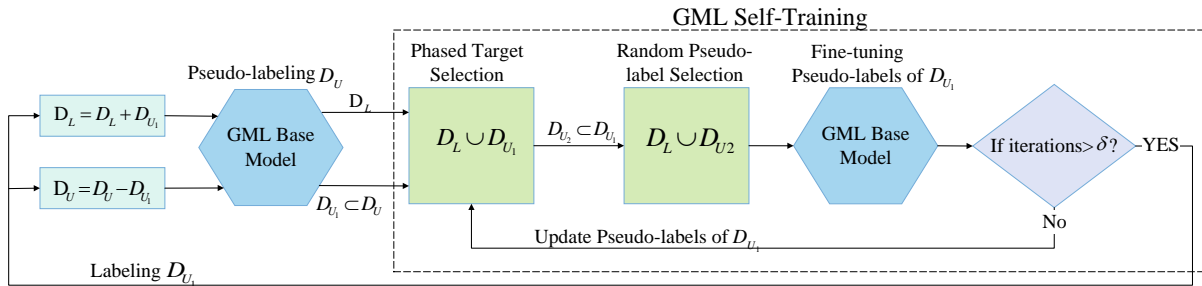 GML Self-Training
Pseudo-labeling D_U
D_L = D_L + D_{U_1}
D_U = D_U − D_{U_1}
GML Base
Model
D_L
D_{U_1} ⊂ D_U
Phased Target
Selection
D_L ∪ D_{U_1}
D_{U_2} ⊂ D_{U_1}
Random Pseudo-
label Selection
D_L ∪ D_{U2}
Fine-tuning
Pseudo-labels of D_{U_1}
GML Base
Model
If iterations> δ?
YES
No
Update Pseudo-labels of D_{U_1}
Labeling D_{U_1}